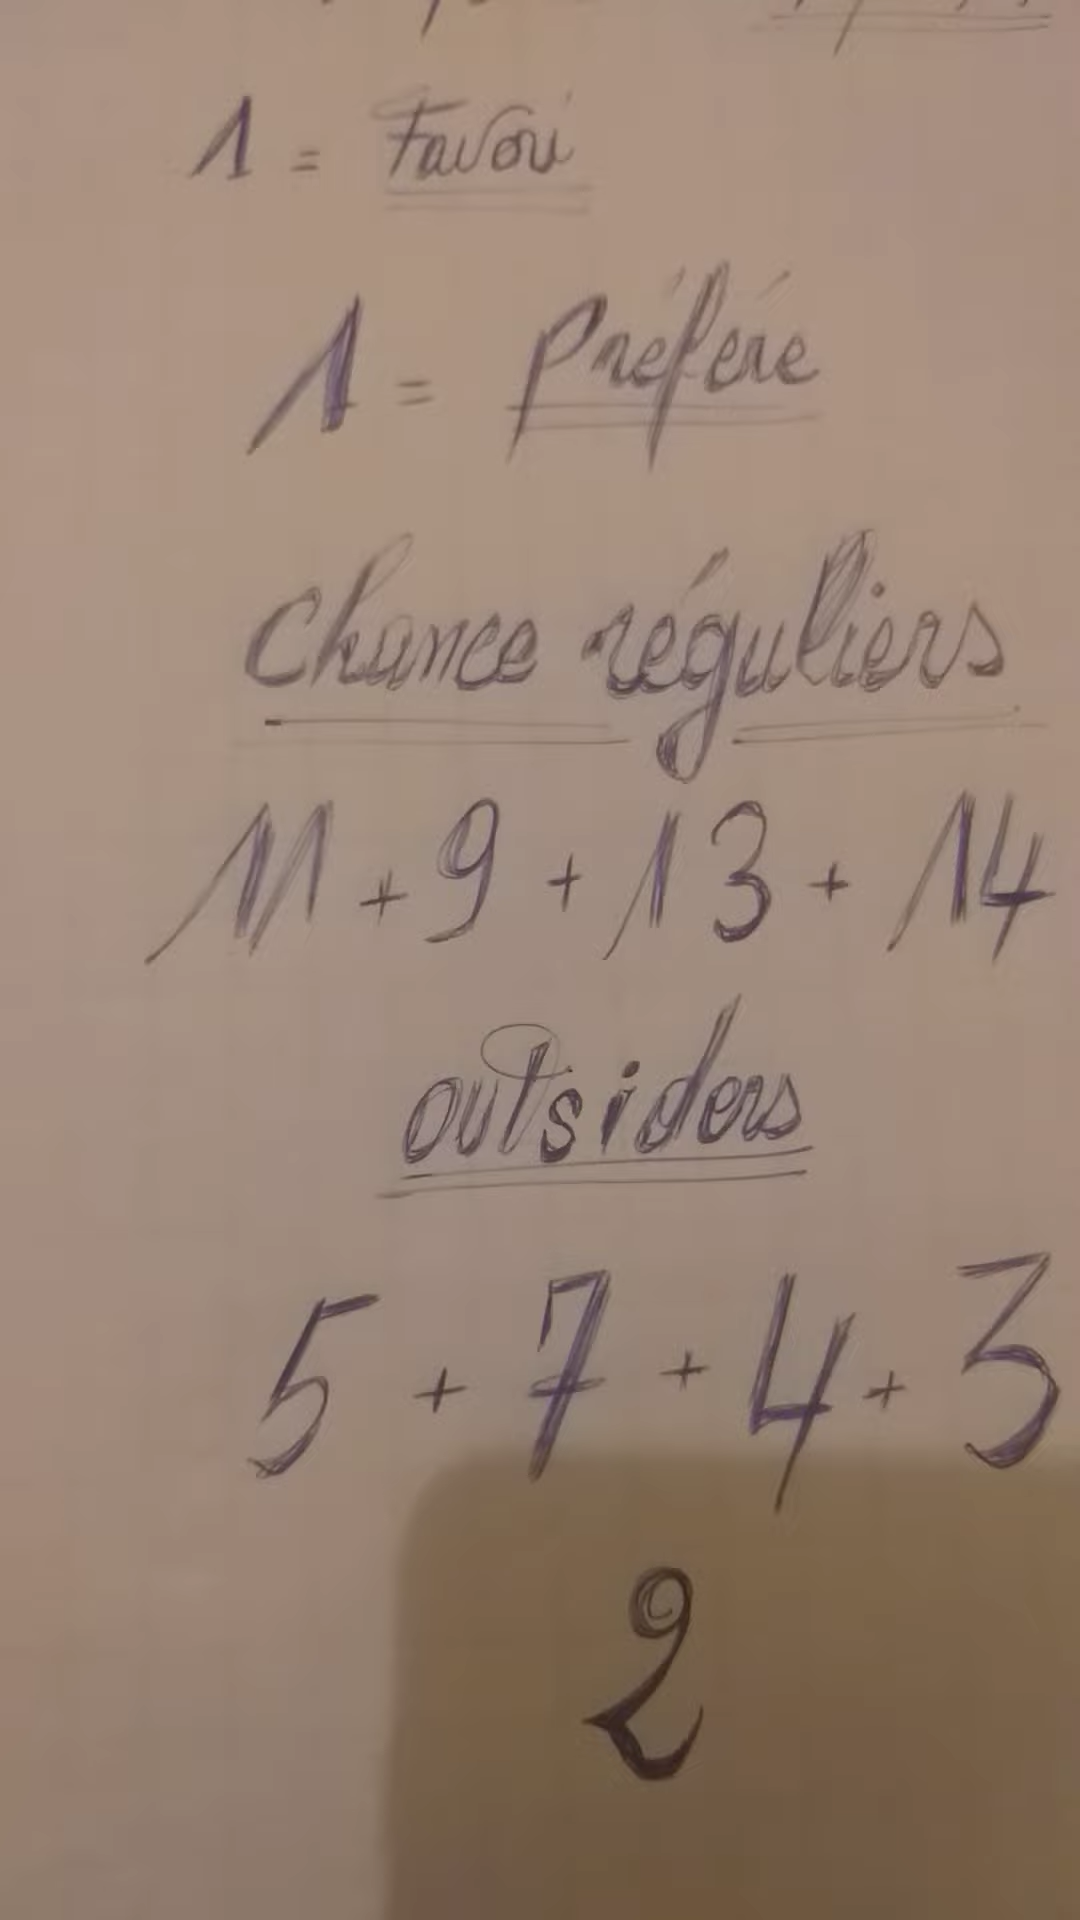 1 = Favori
1 = Préféré
Chance réguliers
11 + 9 + 13 + 14
outsiders
5 + 7 + 4 + 3
2